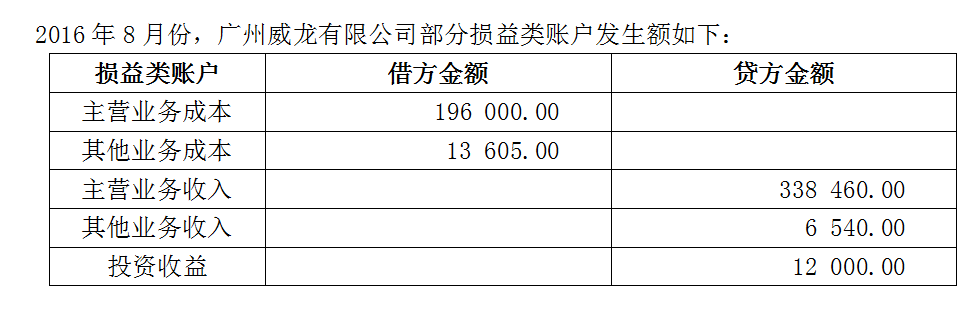 2016年8月份，广州威龙有限公司部分损益类账户发生额如下：
损益类账户 借方金额 贷方金额
主营业务成本 196 000.00
其他业务成本 13 605.00
主营业务收入 338 460.00
其他业务收入 6 540.00
投资收益 12 000.00